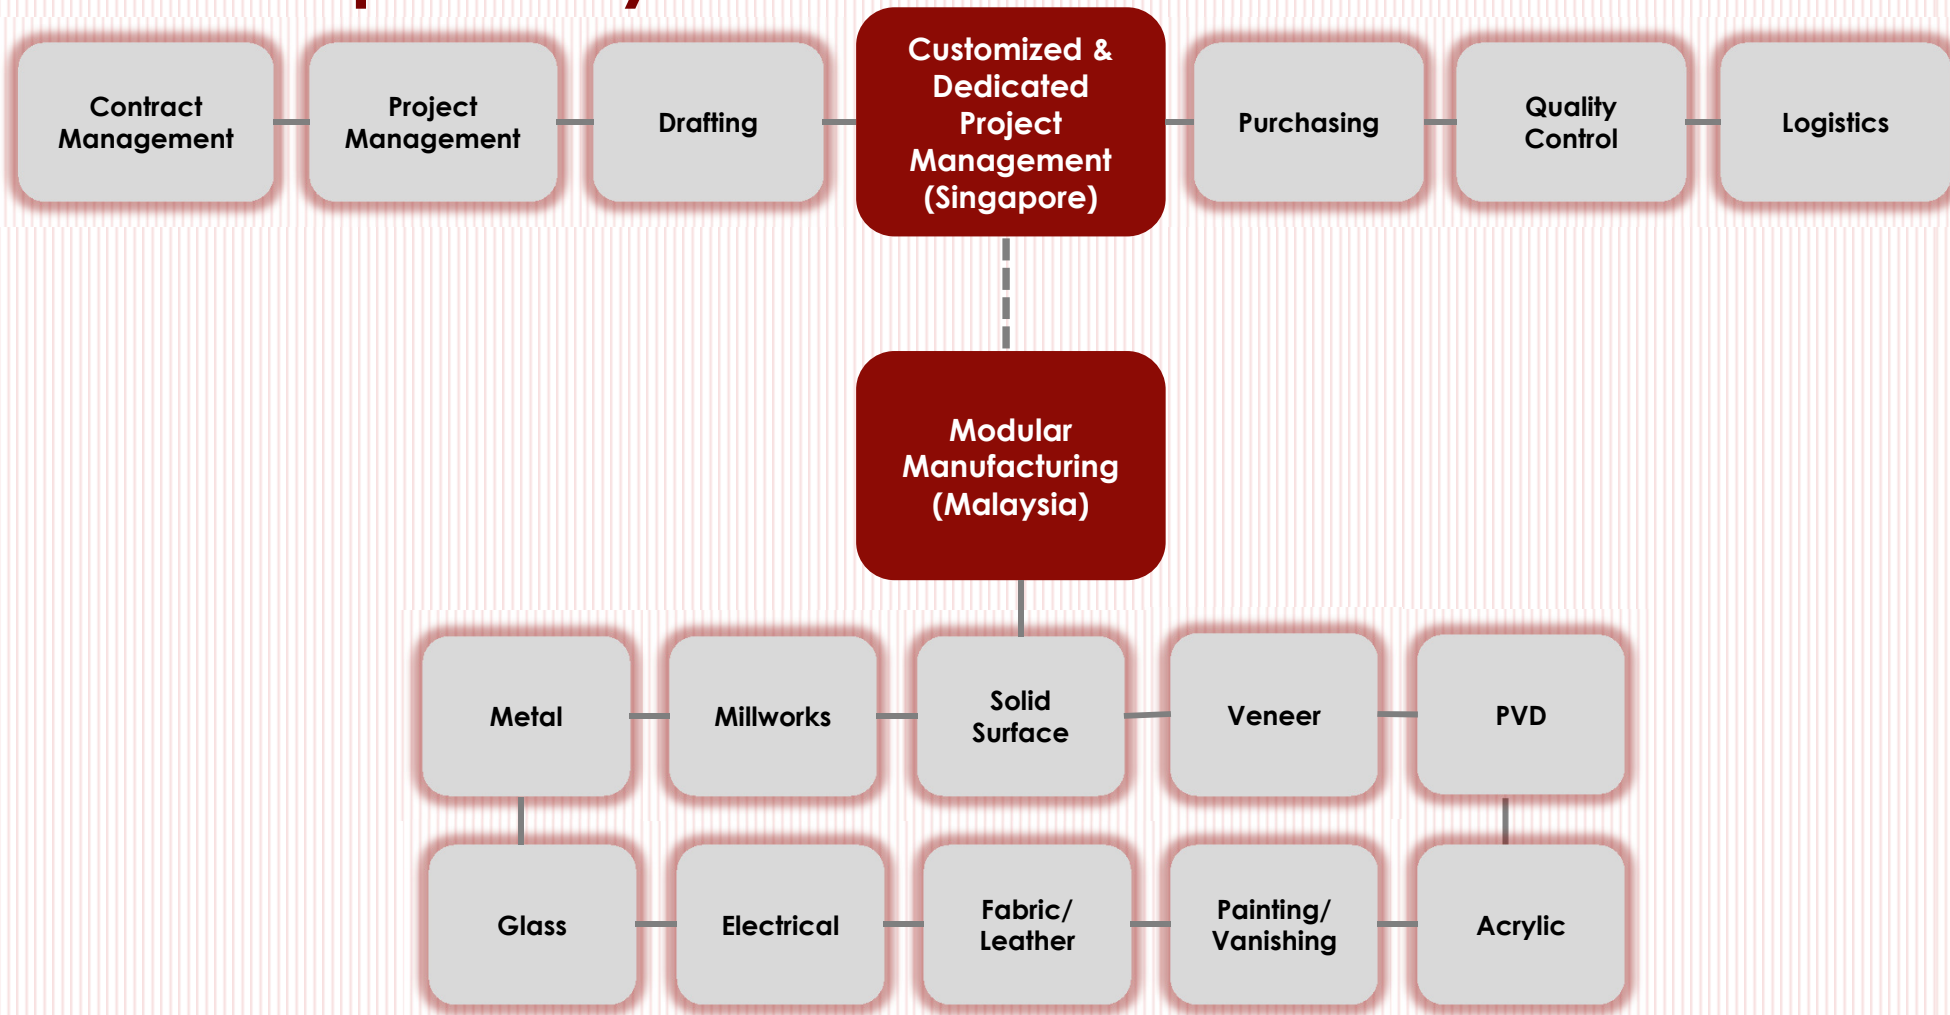 Contract
Management
Project
Management
Drafting
Customized &
Dedicated
Project
Management
(Singapore)
Purchasing
Quality
Control
Logistics
Modular
Manufacturing
(Malaysia)
Metal
Millworks
Solid
Surface
Veneer
PVD
Glass
Electrical
Fabric/
Leather
Painting/
Vanishing
Acrylic